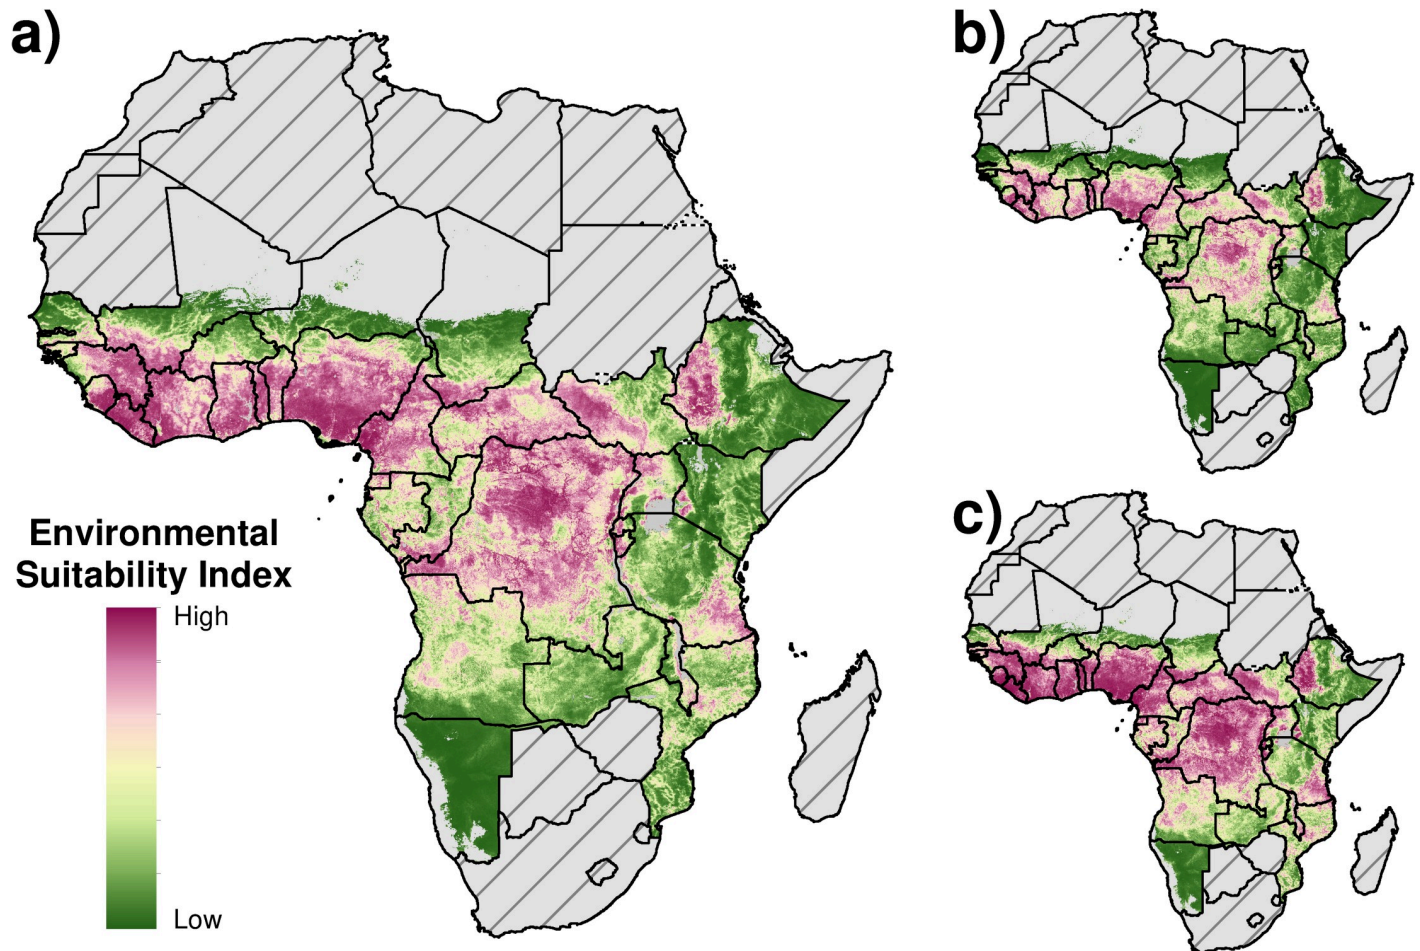 a)
b)
c)
Environmental
Suitability Index
High
Low